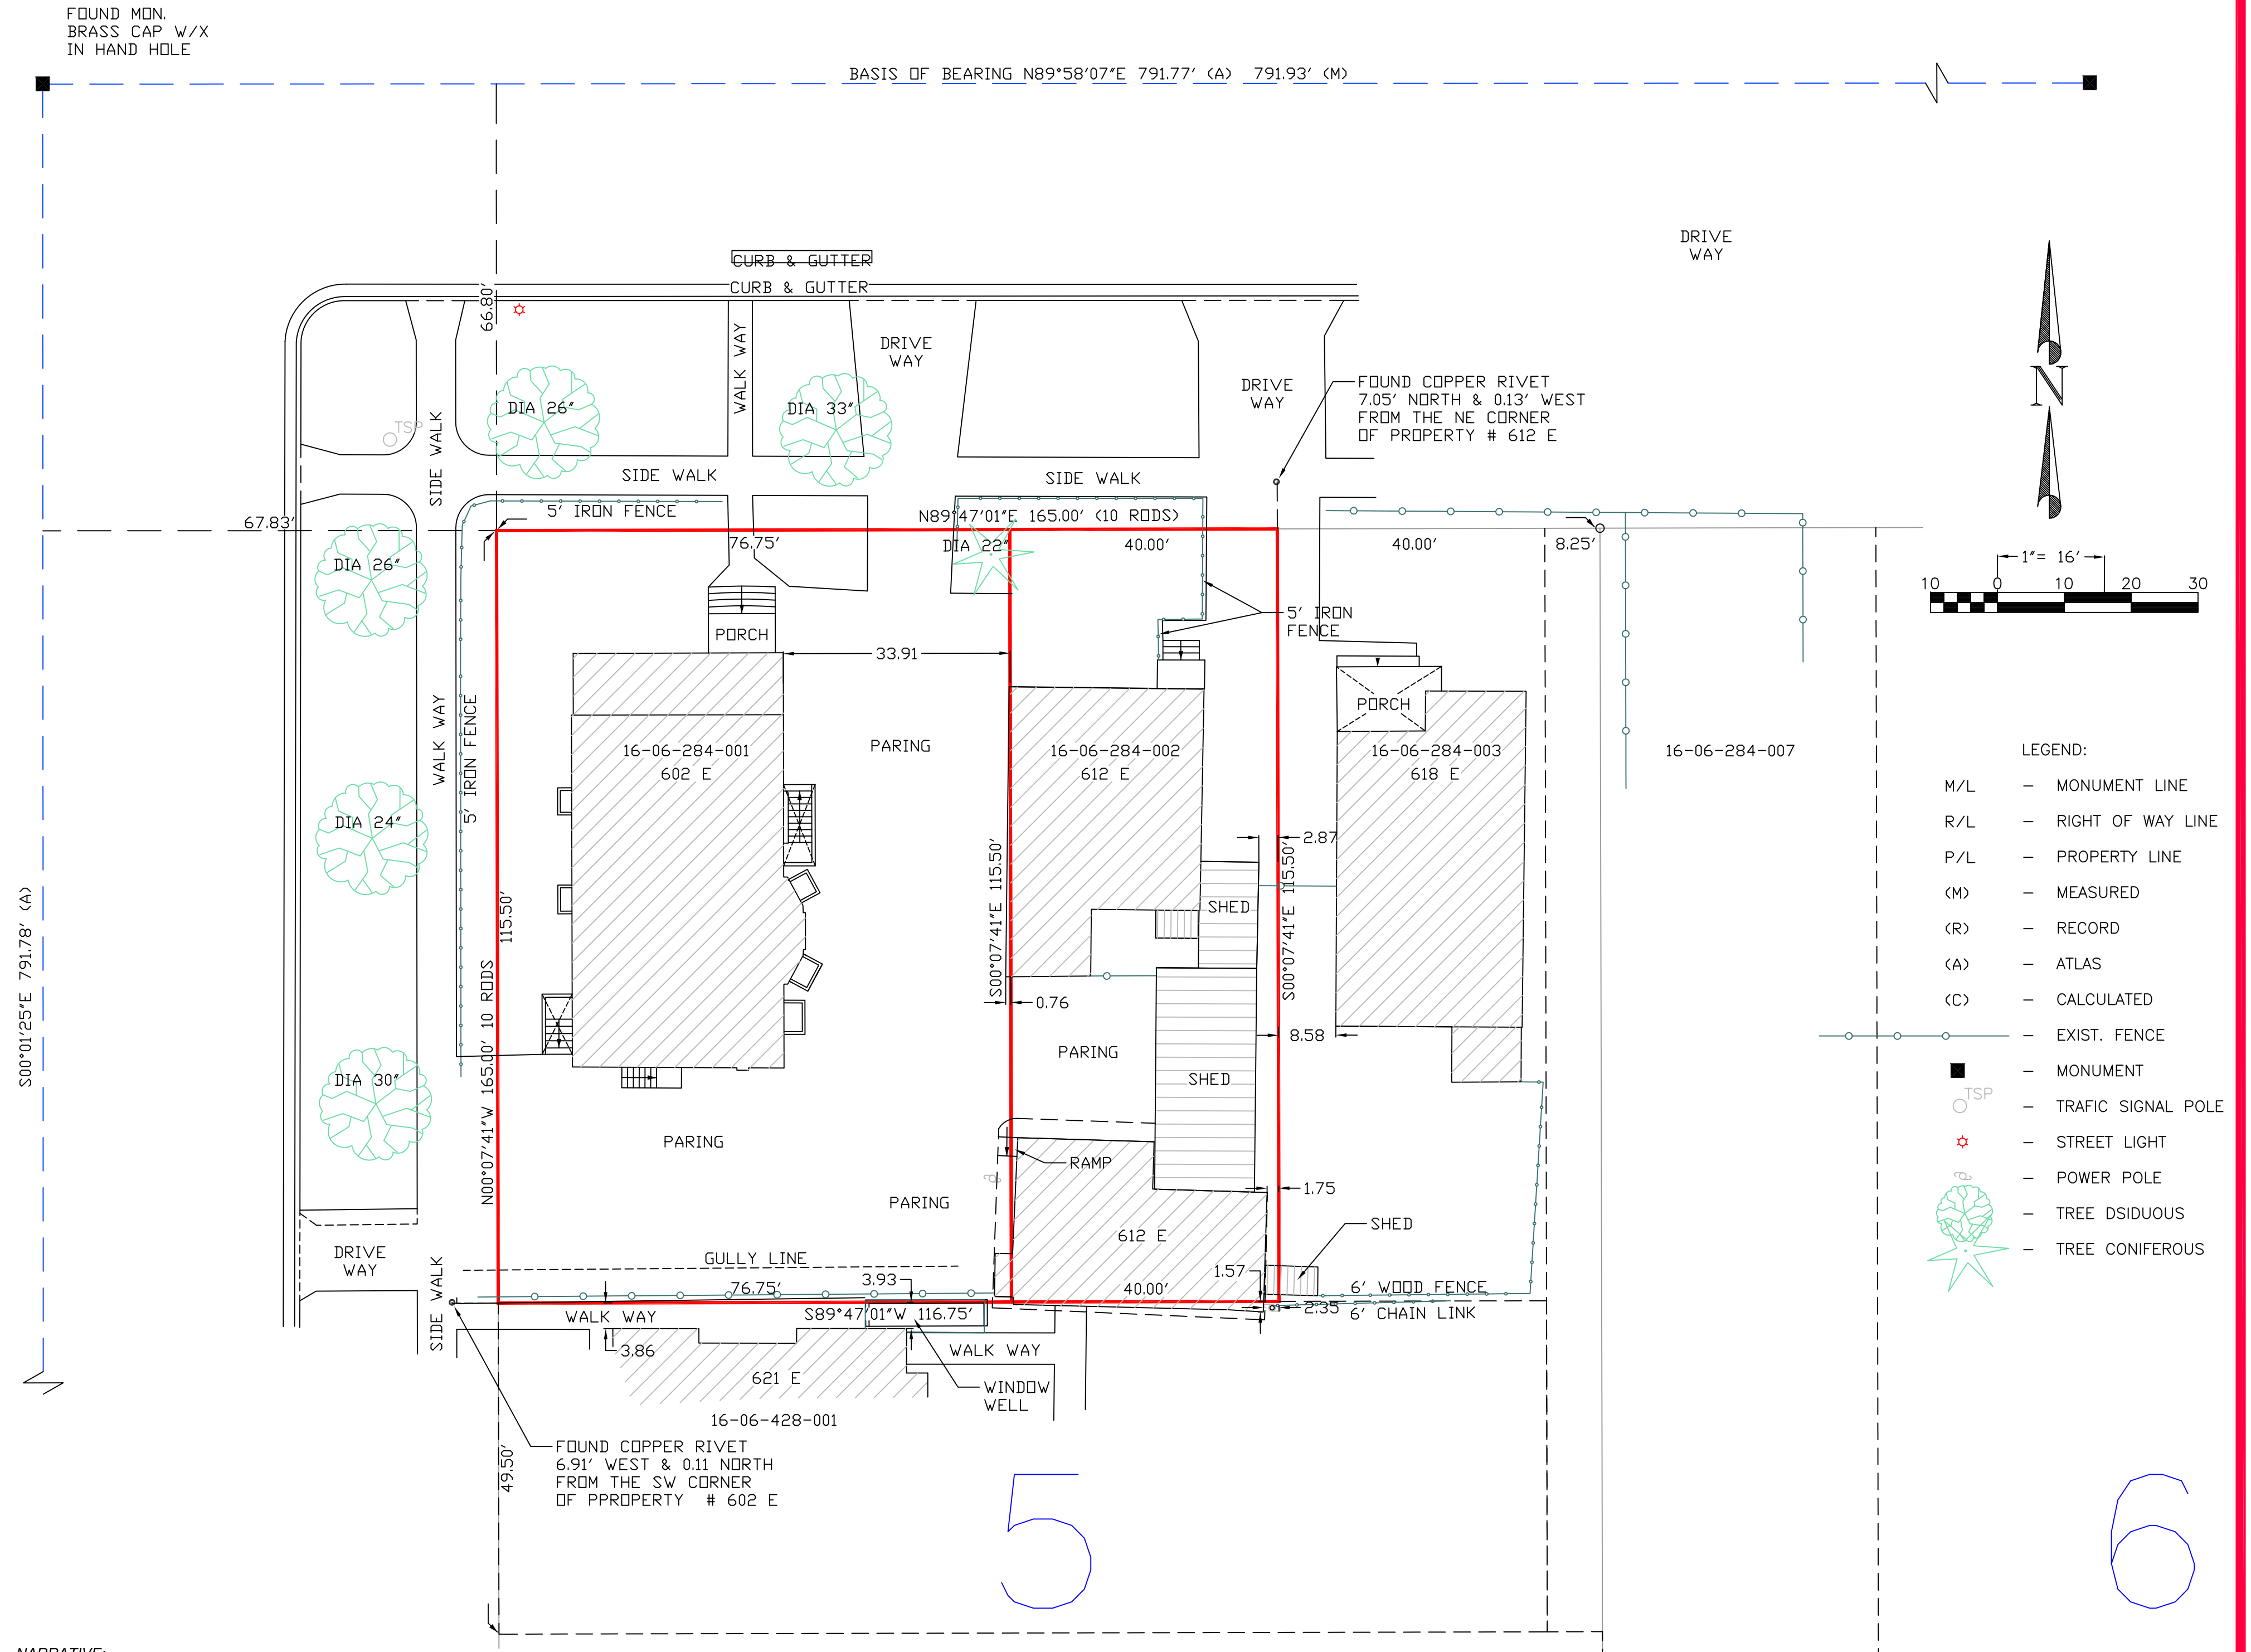 FOUND MON.
BRASS CAP W/X
IN HAND HOLE
BASIS OF BEARING N89°58'07"E 791.77' (A) 791.93' (M)
DRIVE
WAY
CURB & GUTTER
CURB & GUTTER
66.80'
WALK WAY
DRIVE
WAY
DRIVE
WAY
FOUND COPPER RIVET
7.05' NORTH & 0.13' WEST
FROM THE NE CORNER
OF PROPERTY # 612 E
DIA 26"
DIA 33"
TSP
SIDE WALK
SIDE WALK
SIDE WALK
N
67.83'
5' IRON FENCE
N89°47'01"E 165.00' (10 RODS)
76.75'
DIA 22"
40.00'
40.00'
8.25'
1"= 16'
10 0 10 20 30
DIA 26"
5' IRON
FENCE
PORCH
33.91
PORCH
WALK WAY
5' IRON FENCE
PARING
16-06-284-001
602 E
16-06-284-002
612 E
16-06-284-003
618 E
16-06-284-007
LEGEND:
M/L – MONUMENT LINE
R/L – RIGHT OF WAY LINE
P/L – PROPERTY LINE
(M) – MEASURED
(R) – RECORD
(A) – ATLAS
(C) – CALCULATED
– EXIST. FENCE
– MONUMENT
TSP – TRAFIC SIGNAL POLE
– STREET LIGHT
– POWER POLE
– TREE DSIDUOUS
– TREE CONIFEROUS
DIA 24"
2.87
S00°07'41"E 115.50'
S00°07'41"E 115.50'
SHED
115.50'
S00°01'25"E 791.78' (A)
N00°07'41"W 165.00' 10 RODS
0.76
8.58
PARING
DIA 30"
SHED
PARING
RAMP
1.75
PARING
SHED
612 E
DRIVE
WAY
SIDE WALK
GULLY LINE
76.75'
3.93
1.57
40.00'
6' WOOD FENCE
WALK WAY
S89°47'01"W 116.75'
2.35
6' CHAIN LINK
3.86
WALK WAY
621 E
WINDOW
WELL
16-06-428-001
FOUND COPPER RIVET
6.91' WEST & 0.11 NORTH
FROM THE SW CORNER
OF PPROPERTY # 602 E
49.50'
5
6
NARRATIVE: